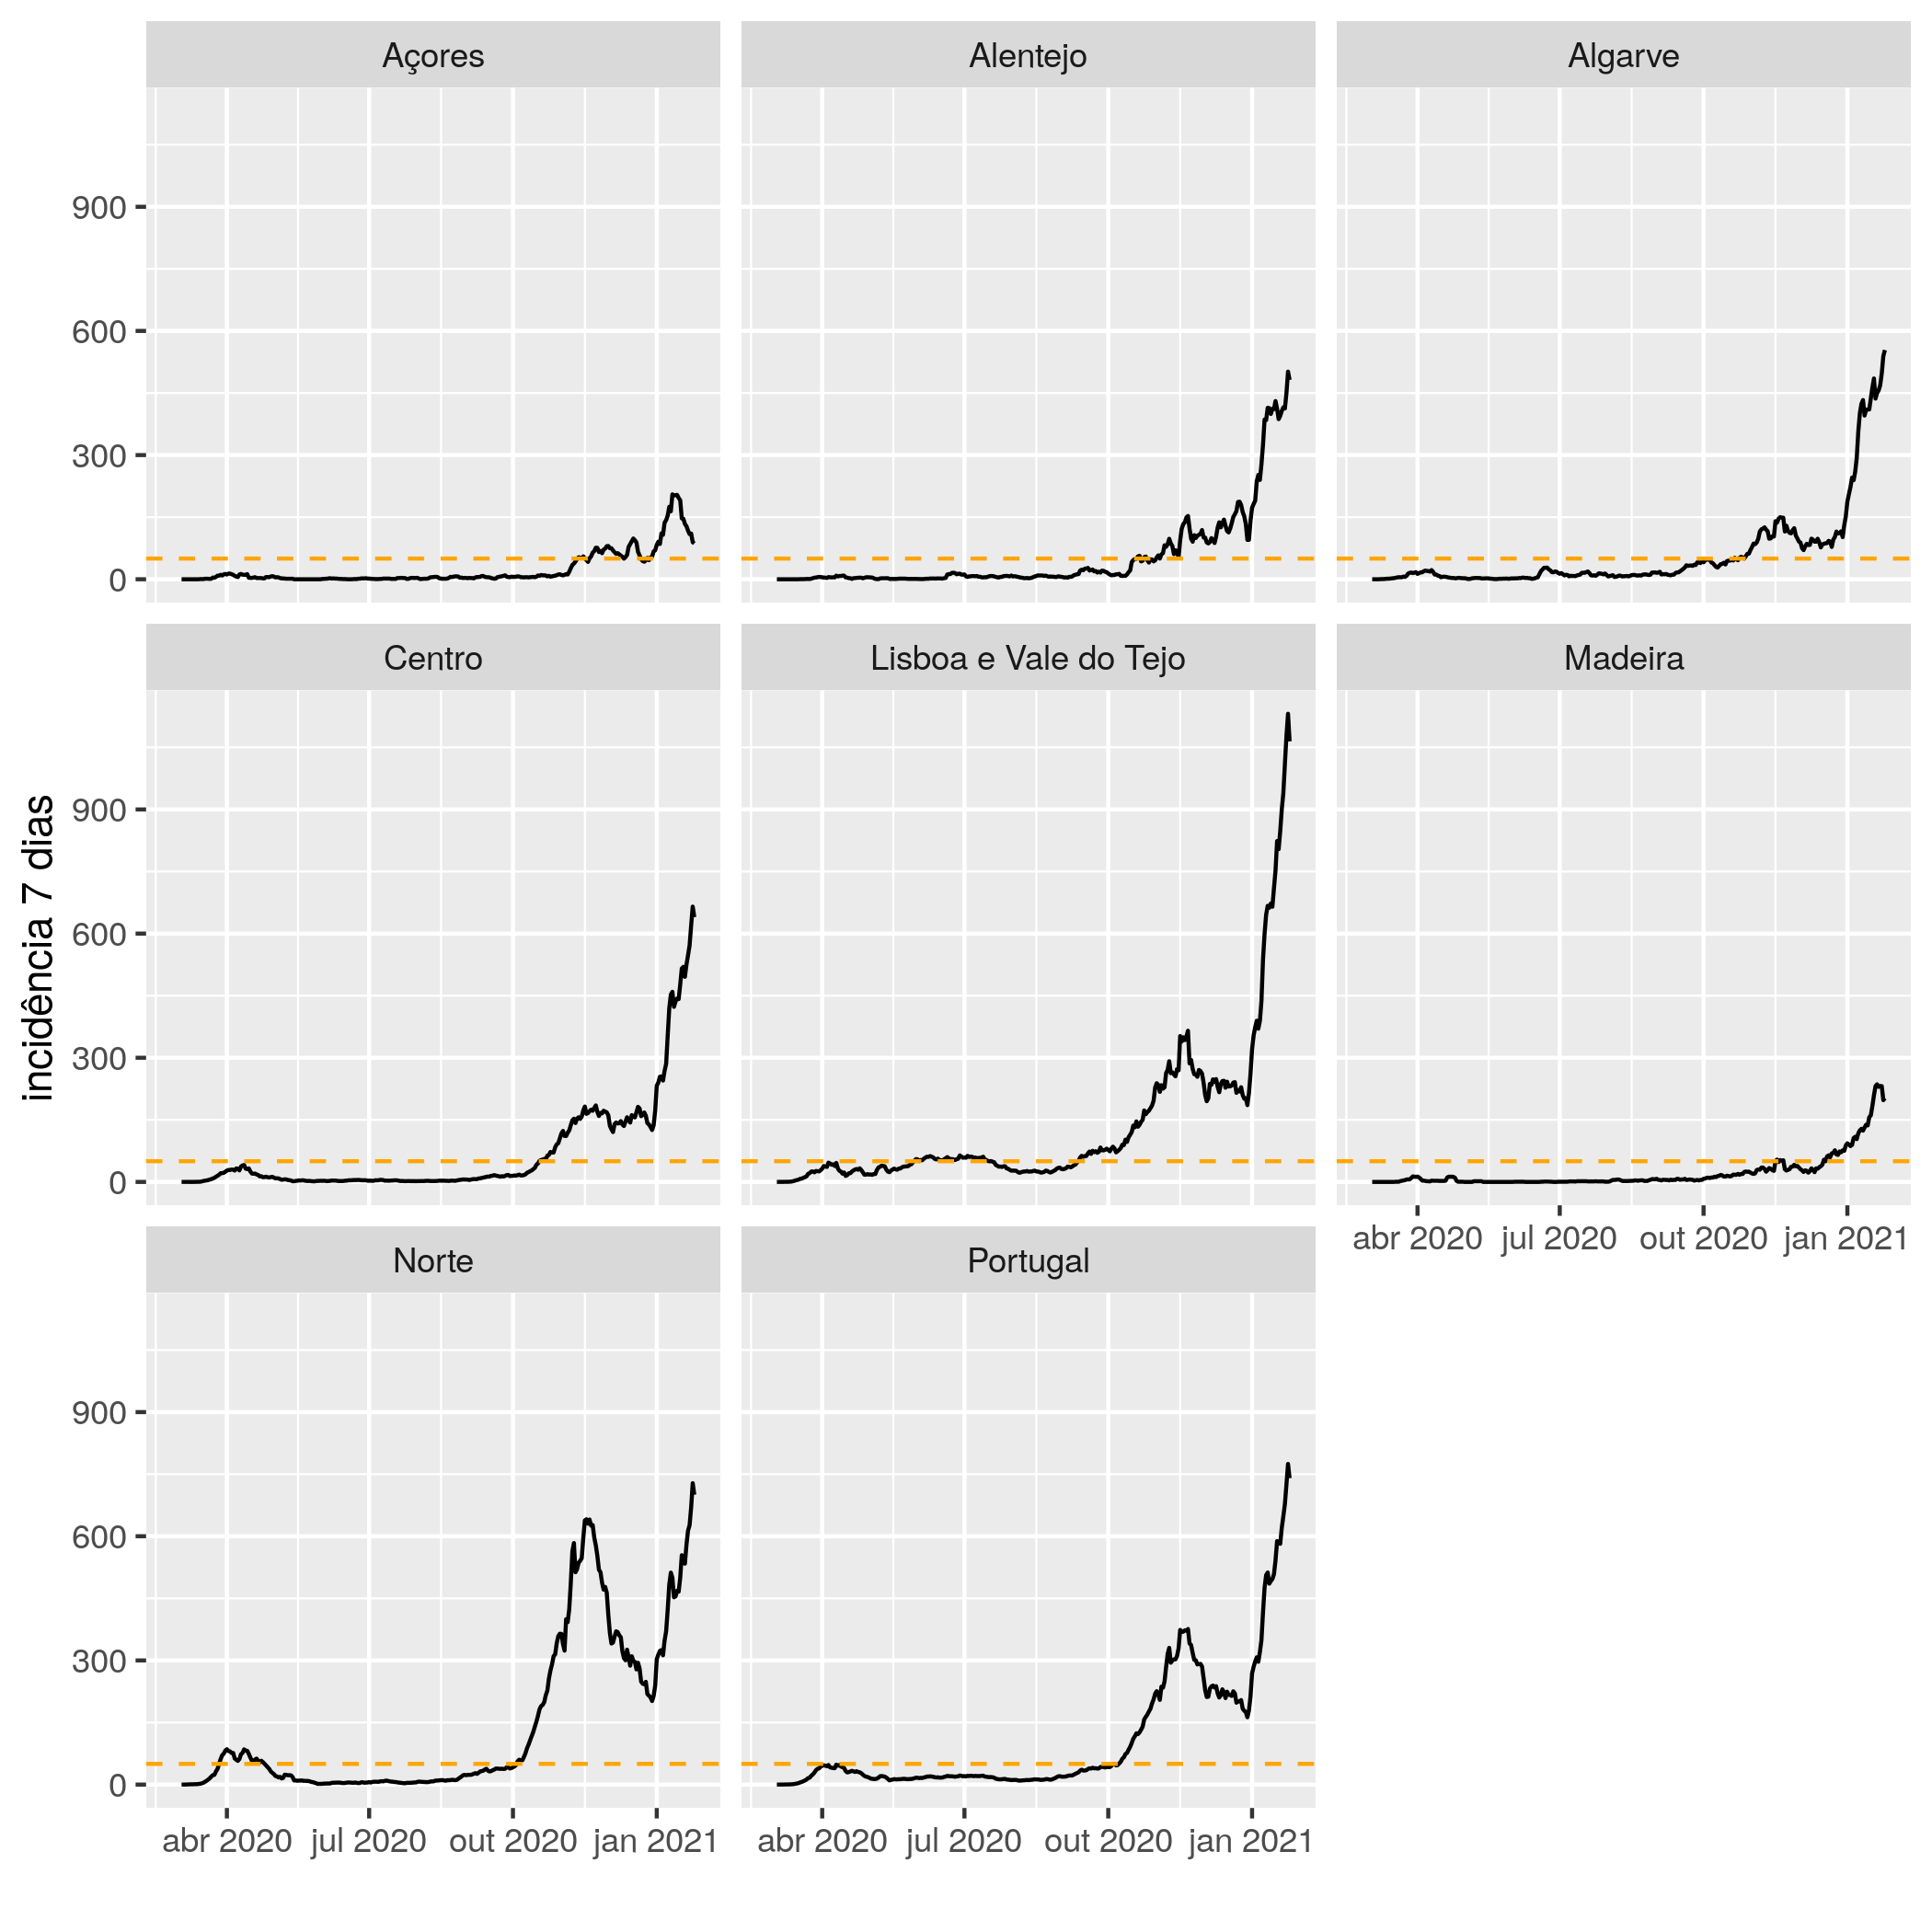 Açores
Alentejo
Algarve
900
600
300
0
Centro
Lisboa e Vale do Tejo
Madeira
incidência 7 dias
900
600
300
0
abr 2020 jul 2020 out 2020 jan 2021
Norte
Portugal
900
600
300
0
abr 2020 jul 2020 out 2020 jan 2021
abr 2020 jul 2020 out 2020 jan 2021